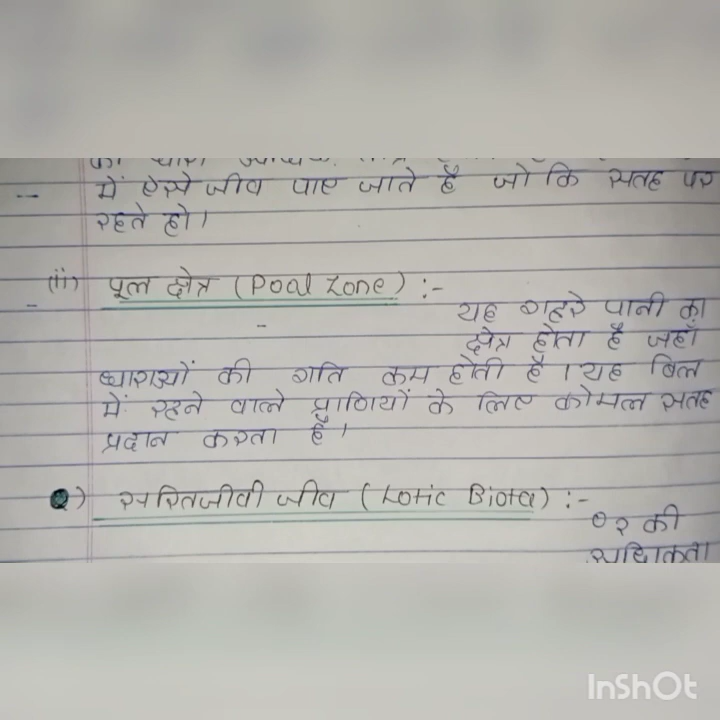 में ऐसे जीव पाए जाते है जो कि सतह पर
रहते हो।
(ii) पूल क्षेत्र (Pool Zone) :-
यह गहरे पानी का
क्षेत्र होता है जहाँ
धाराओं की गति कम होती है। यह बिल
में रहने वाले प्राणियों के लिए कोमल सतह
प्रदान करता है।
2) सरितजीवी जीव (Lotic Biota) :-
O२ की
अधिकता
InShOt